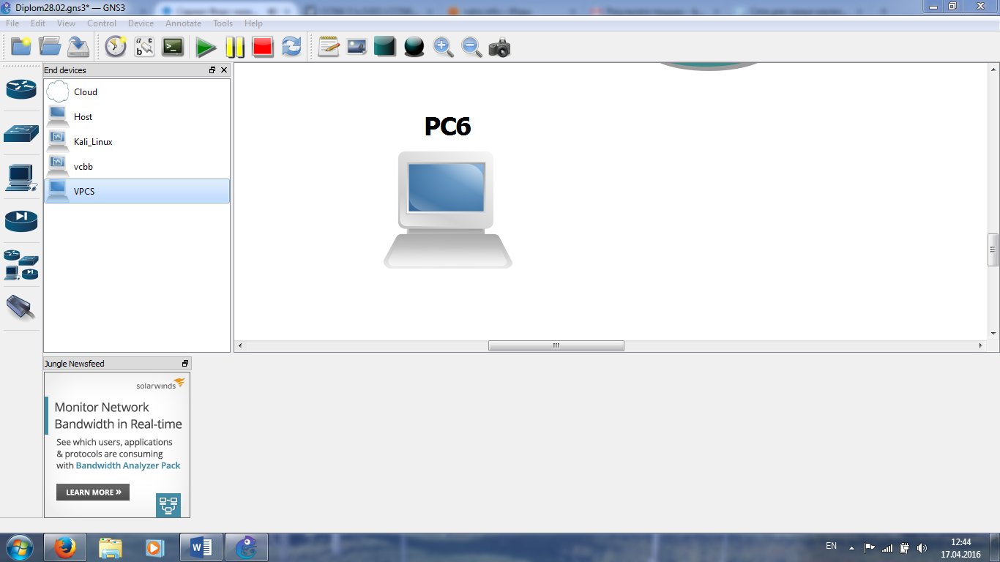 Diplom28.02.gns3* — GNS3
File Edit View Control Device Annotate Tools Help
End devices
Cloud
Host
Kali_Linux
vcbb
VPCS
PC6
Jungle Newsfeed
solarwinds
Monitor Network
Bandwidth in Real-time
See which users, applications
& protocols are consuming
with Bandwidth Analyzer Pack
LEARN MORE »
EN
12:44
17.04.2016